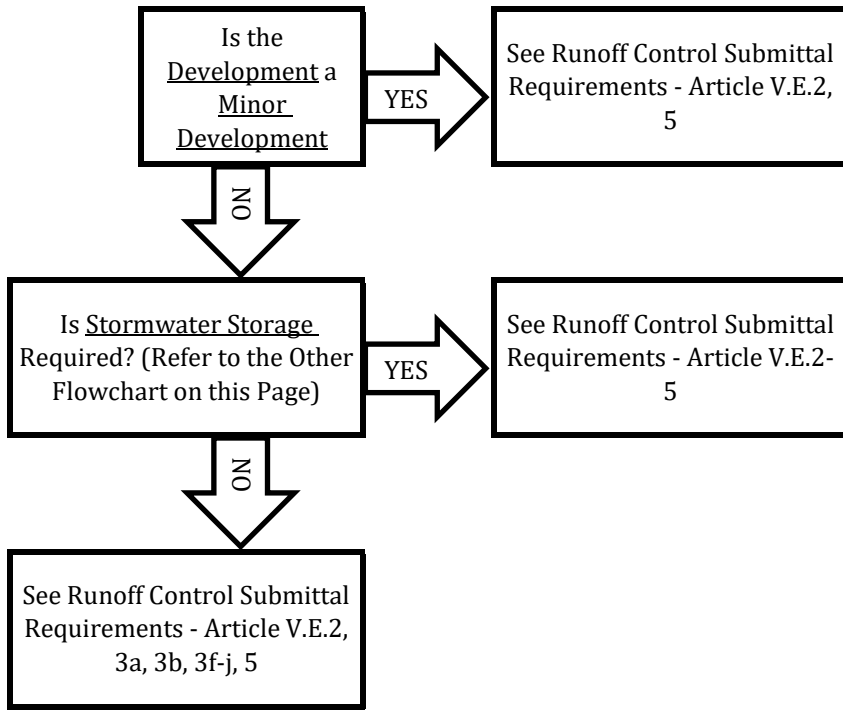 Is the
Development a
Minor
Development
YES
See Runoff Control Submittal
Requirements - Article V.E.2,
5
NO
Is Stormwater Storage
Required? (Refer to the Other
Flowchart on this Page)
YES
See Runoff Control Submittal
Requirements - Article V.E.2-
5
NO
See Runoff Control Submittal
Requirements - Article V.E.2,
3a, 3b, 3f-j, 5